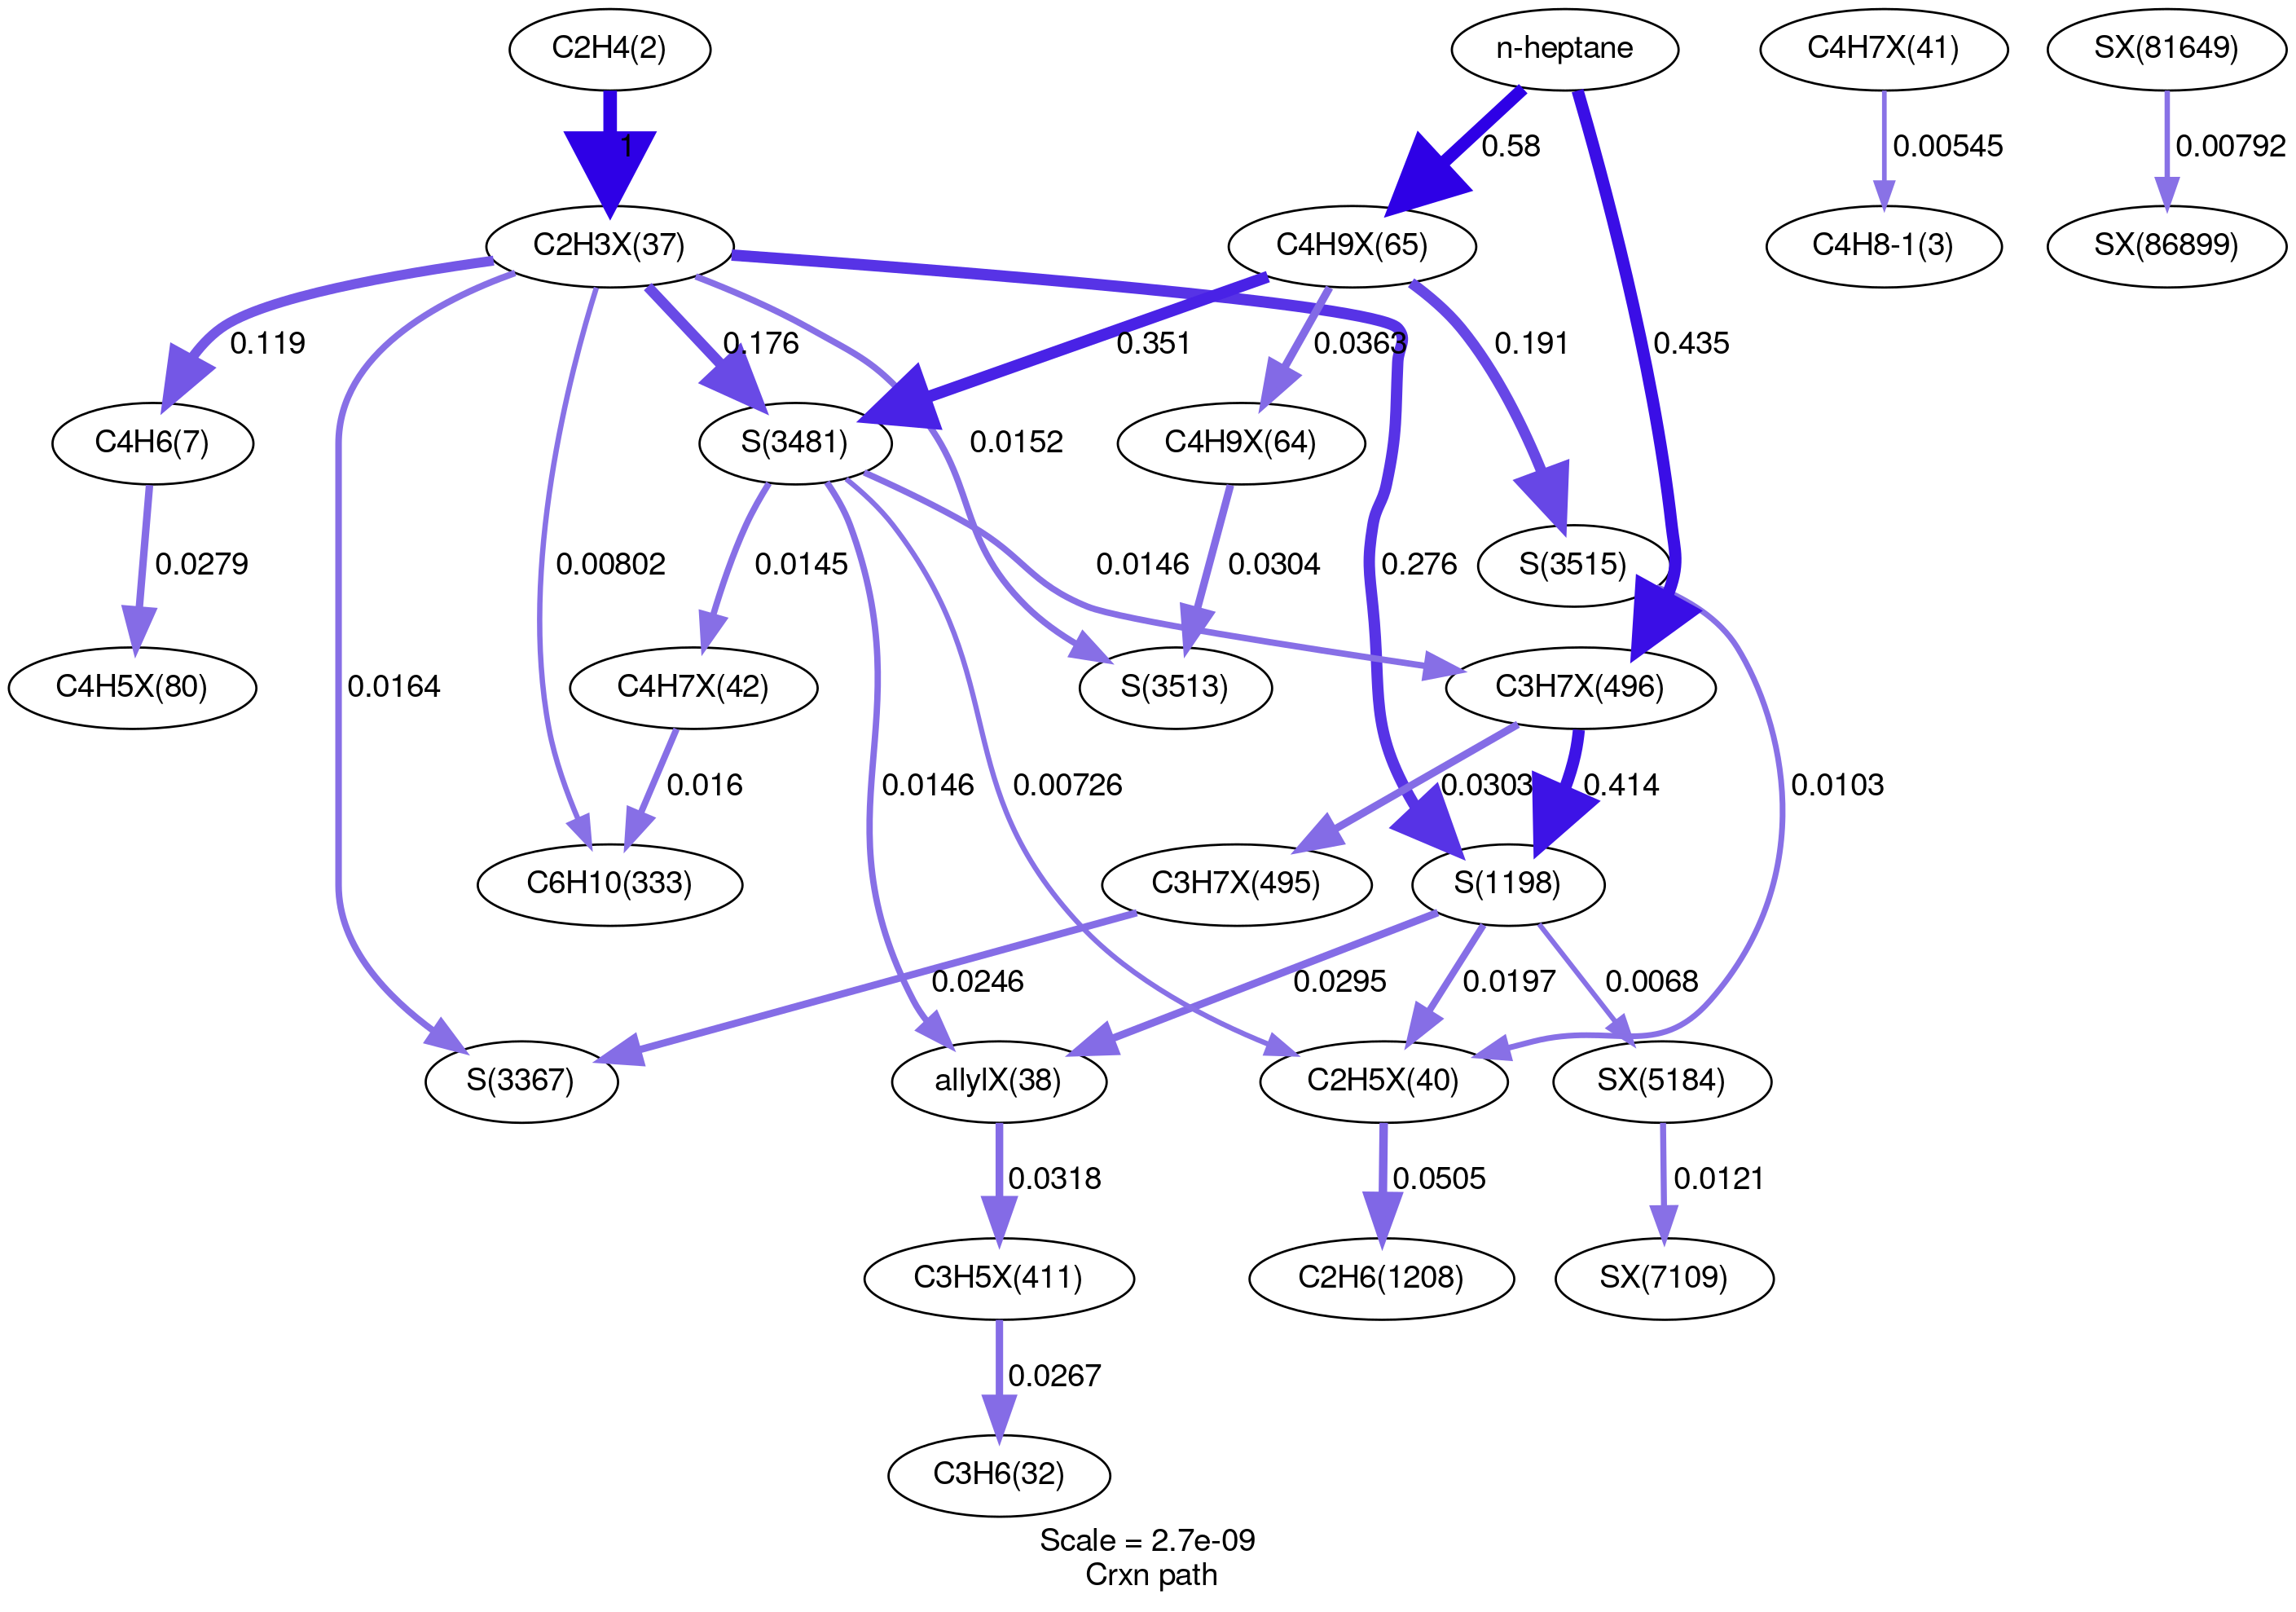 C2H4(2)
n-heptane
C4H7X(41)
SX(81649)
1
0.58
0.00545
0.00792
C2H3X(37)
C4H9X(65)
C4H8-1(3)
SX(86899)
0.119
0.176
0.351
0.0363
0.191
0.435
C4H6(7)
S(3481)
0.0152
C4H9X(64)
0.0279
0.00802
0.0145
0.0146
0.0304
0.276
S(3515)
C4H5X(80)
0.0164
C4H7X(42)
S(3513)
C3H7X(496)
0.016
0.0146
0.00726
0.0303
0.414
0.0103
C6H10(333)
C3H7X(495)
S(1198)
0.0246
0.0295
0.0197
0.0068
S(3367)
allylX(38)
C2H5X(40)
SX(5184)
0.0318
0.0505
0.0121
C3H5X(411)
C2H6(1208)
SX(7109)
0.0267
C3H6(32)
Scale = 2.7e-09
Crxn path